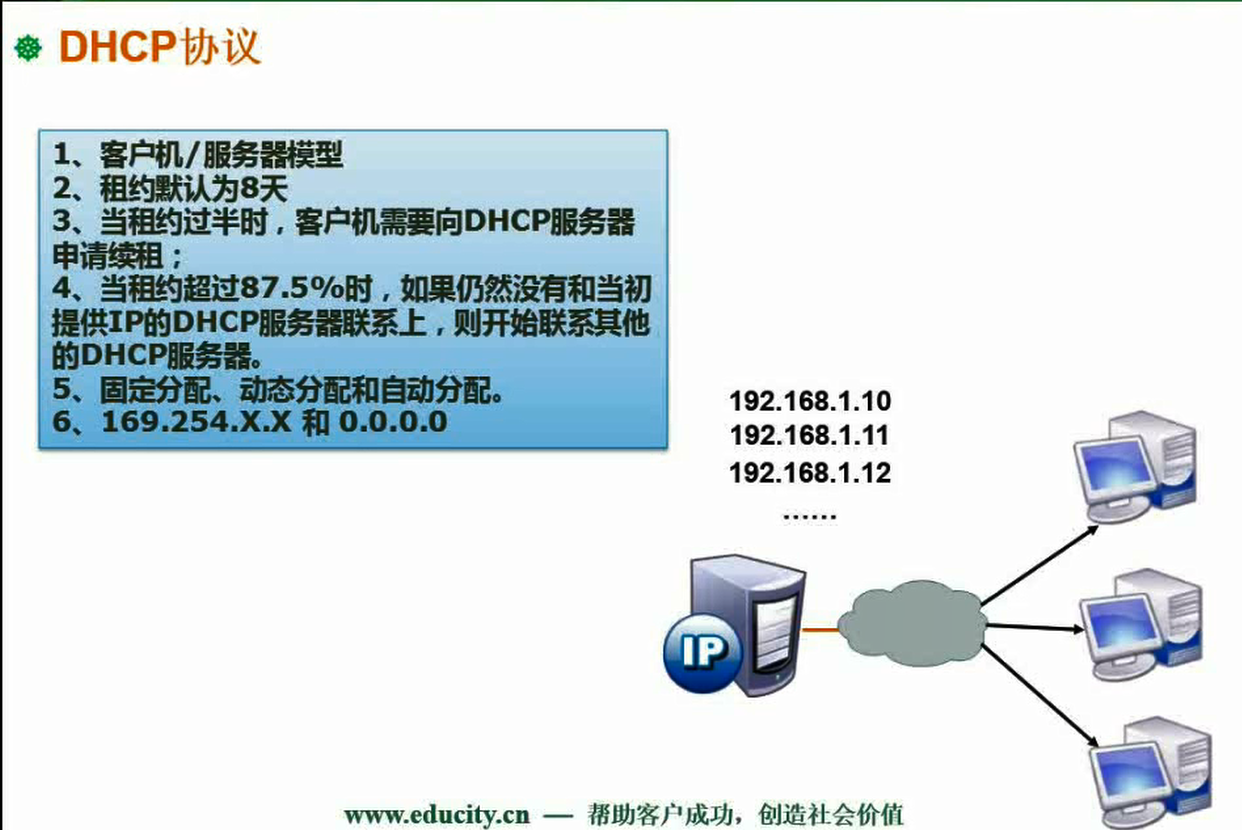 DHCP协议
1、客户机/服务器模型
2、租约默认为8天
3、当租约过半时，客户机需要向DHCP服务器
申请续租；
4、当租约超过87.5%时，如果仍然没有和当初
提供IP的DHCP服务器联系上，则开始联系其他
的DHCP服务器。
5、固定分配、动态分配和自动分配。
6、169.254.X.X 和 0.0.0.0
192.168.1.10
192.168.1.11
192.168.1.12
……
IP
www.educity.cn — 帮助客户成功，创造社会价值